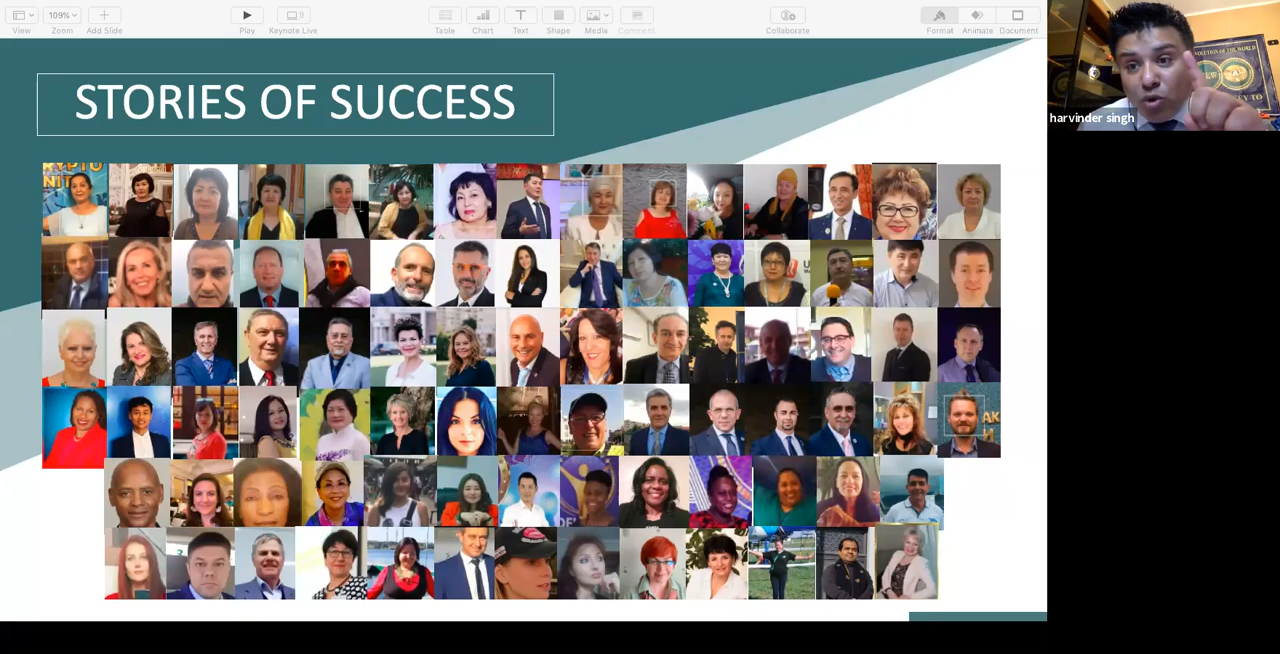 109%
View
Zoom
Add Slide
Play
Keynote Live
Table
Chart
Text
Shape
Media
Comment
Collaborate
Format
Animate
Document
STORIES OF SUCCESS
harvinder singh